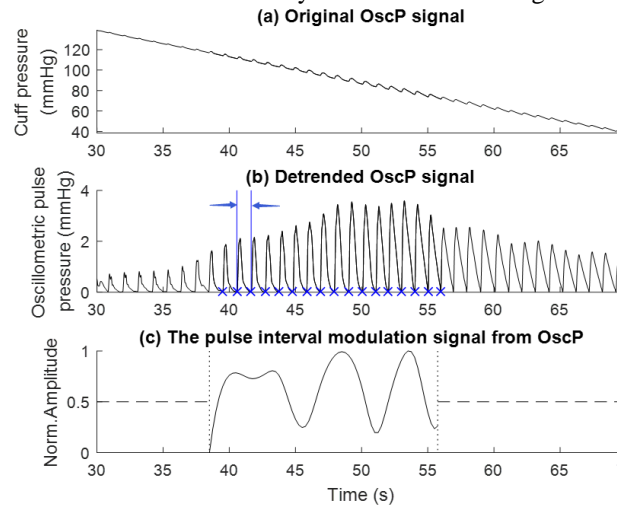 (a) Original OscP signal
Cuff pressure
(mmHg)
120
100
80
60
40
30 35 40 45 50 55 60 65
(b) Detrended OscP signal
Oscillometric pulse
pressure (mmHg)
4
2
0
30 35 40 45 50 55 60 65
(c) The pulse interval modulation signal from OscP
Norm.Amplitude
1
0.5
0
30 35 40 45 50 55 60 65
Time (s)